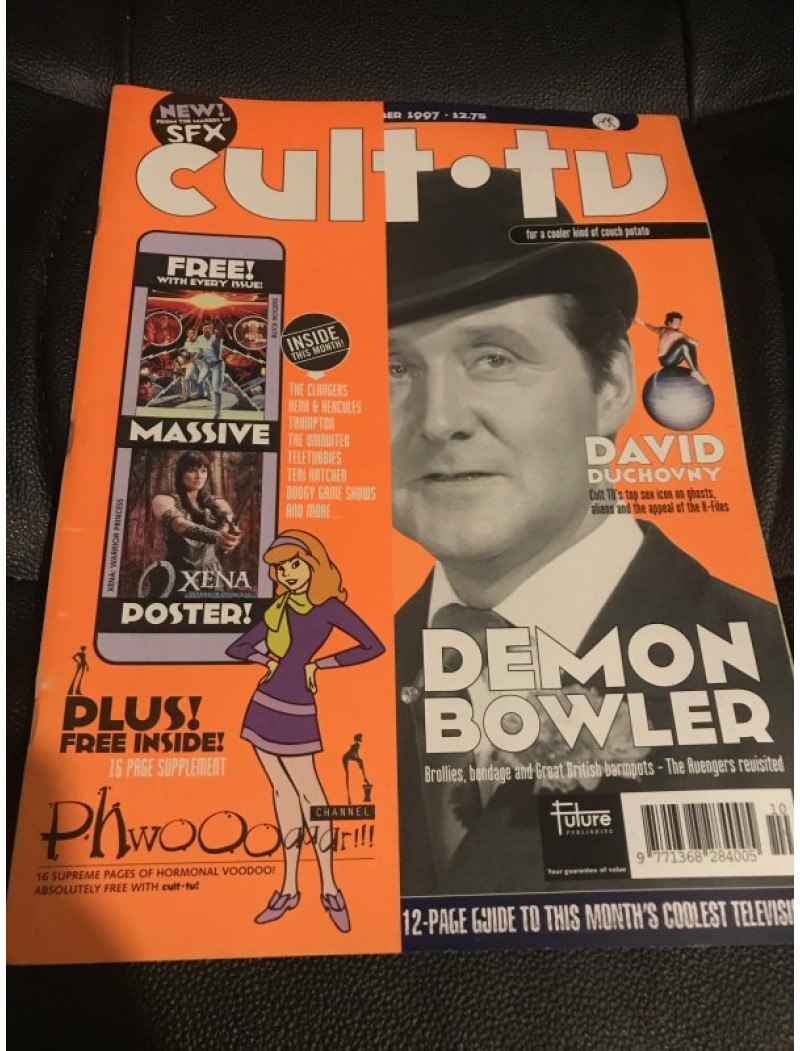 NEW!
FROM THE MAKERS OF
SFX
BER 1997 · £2.75
cult·tv
for a cooler kind of couch potato
FREE!
WITH EVERY ISSUE!
BUCK ROGERS
MASSIVE
XENA: WARRIOR PRINCESS
XENA
POSTER!
INSIDE
THIS MONTH!
THE CLANGERS
XENA & HERCULES
TRUMPTON
THE UNINVITED
TELETUBBIES
TERI HATCHER
DODGY GAME SHOWS
AND MORE...
DAVID
DUCHOVNY
Cult TV's top sex icon on ghosts,
aliens and the appeal of the X-Files
DEMON
BOWLER
Brollies, bondage and Great British barmpots - The Avengers revisited
PLUS!
FREE INSIDE!
16 PAGE SUPPLEMENT
CHANNEL
Phwoooaaar!!!
16 SUPREME PAGES OF HORMONAL VOODOO!
ABSOLUTELY FREE WITH cult·tv!
Future
PUBLISHING
Your guarantee of value
10
9 771368 284005
12-PAGE GUIDE TO THIS MONTH'S COOLEST TELEVISI